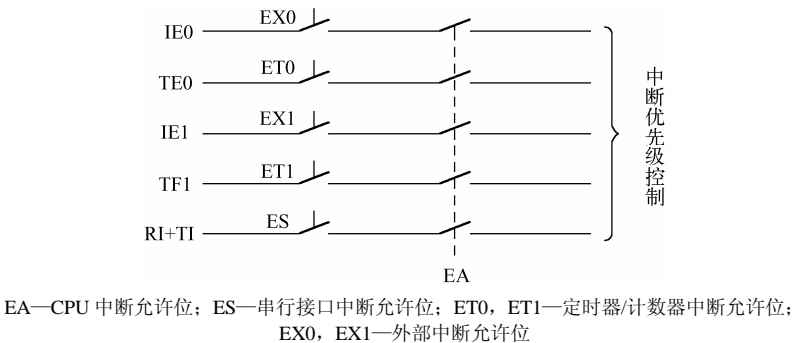 IE0 EX0
TE0 ET0
IE1 EX1
TF1 ET1
RI+TI ES
EA
中断优先级控制
EA—CPU 中断允许位；ES—串行接口中断允许位；ET0，ET1—定时器/计数器中断允许位；
EX0，EX1—外部中断允许位